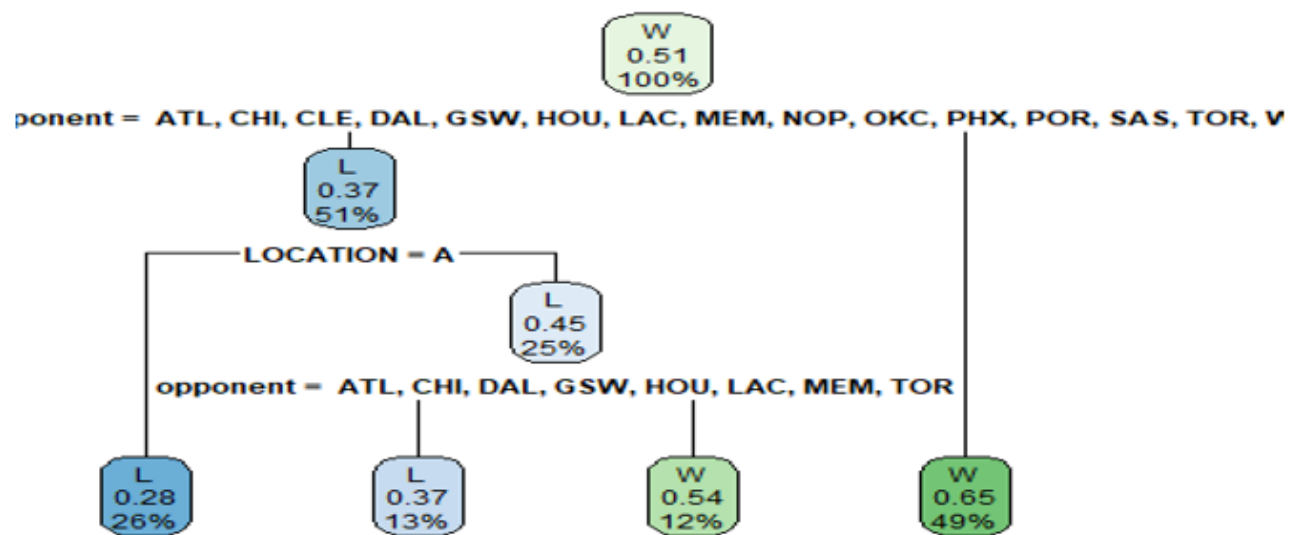 W
0.51
100%
ponent = ATL, CHI, CLE, DAL, GSW, HOU, LAC, MEM, NOP, OKC, PHX, POR, SAS, TOR,
L
0.37
51%
LOCATION = A
L
0.45
25%
opponent = ATL, CHI, DAL, GSW, HOU, LAC, MEM, TOR
L
0.28
26%
L
0.37
13%
W
0.54
12%
W
0.65
49%